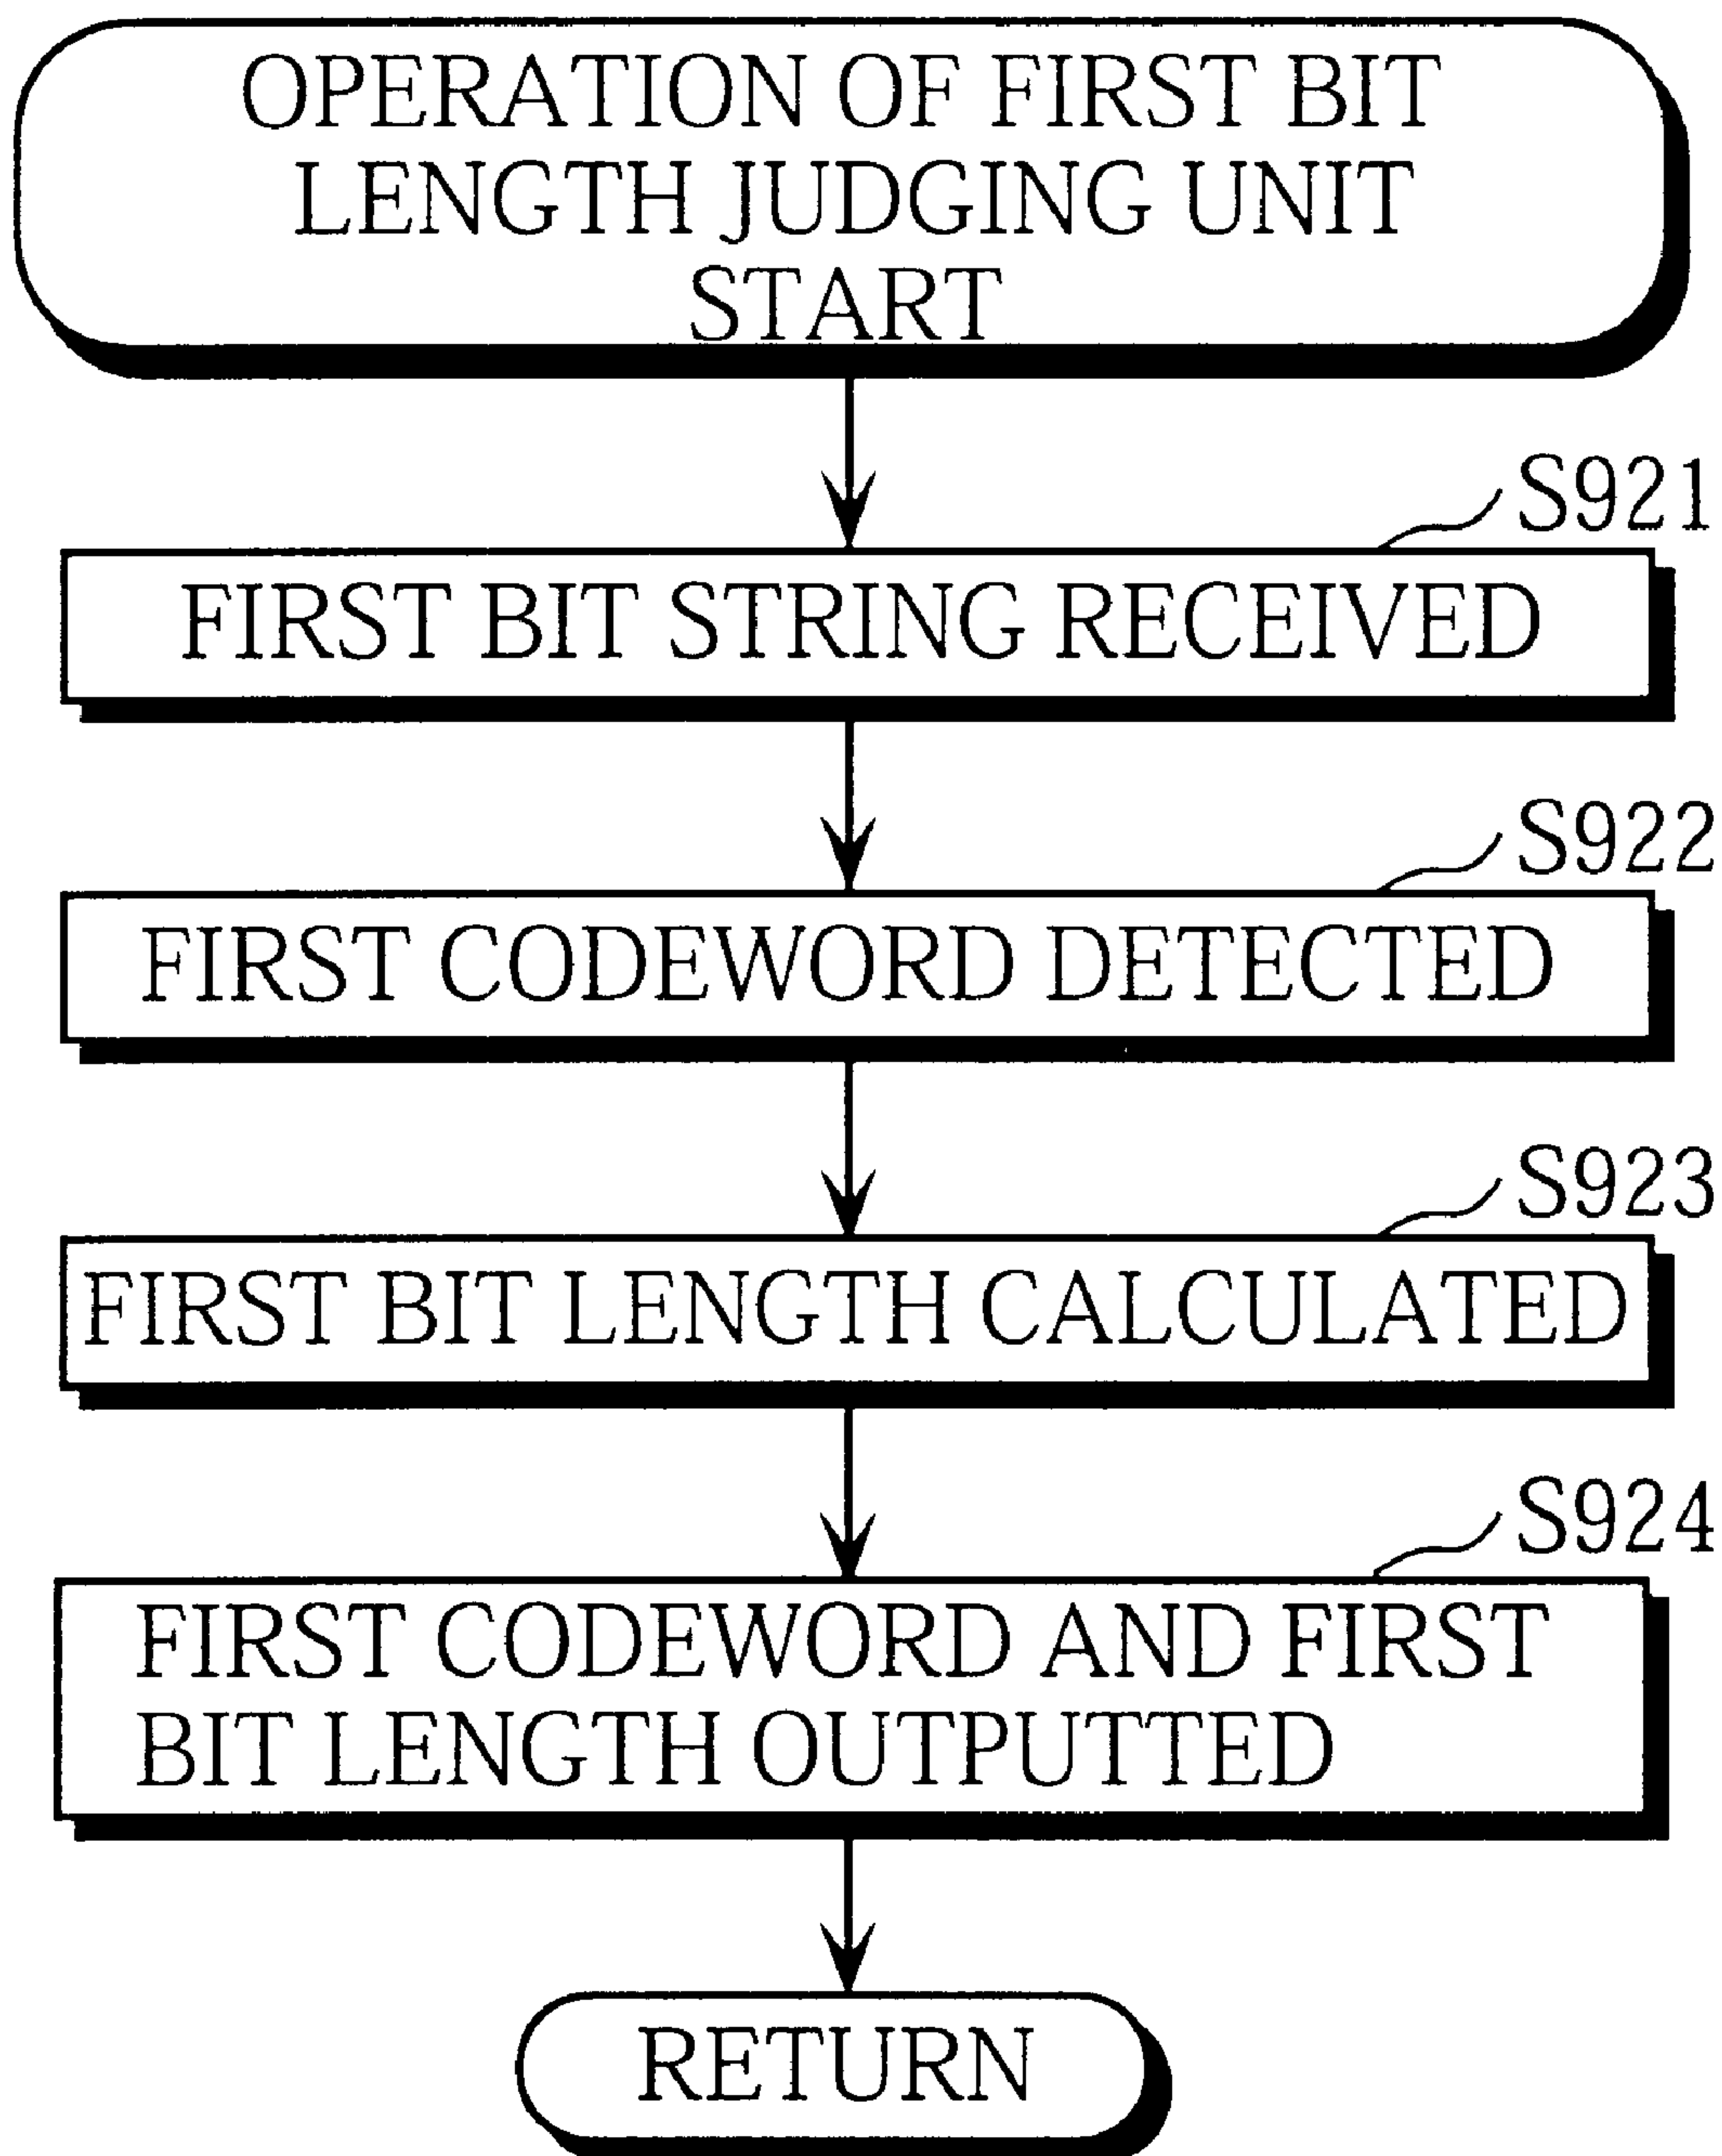 OPERATION OF FIRST BIT
LENGTH JUDGING UNIT
START
S921
FIRST BIT STRING RECEIVED
S922
FIRST CODEWORD DETECTED
S923
FIRST BIT LENGTH CALCULATED
S924
FIRST CODEWORD AND FIRST
BIT LENGTH OUTPUTTED
RETURN